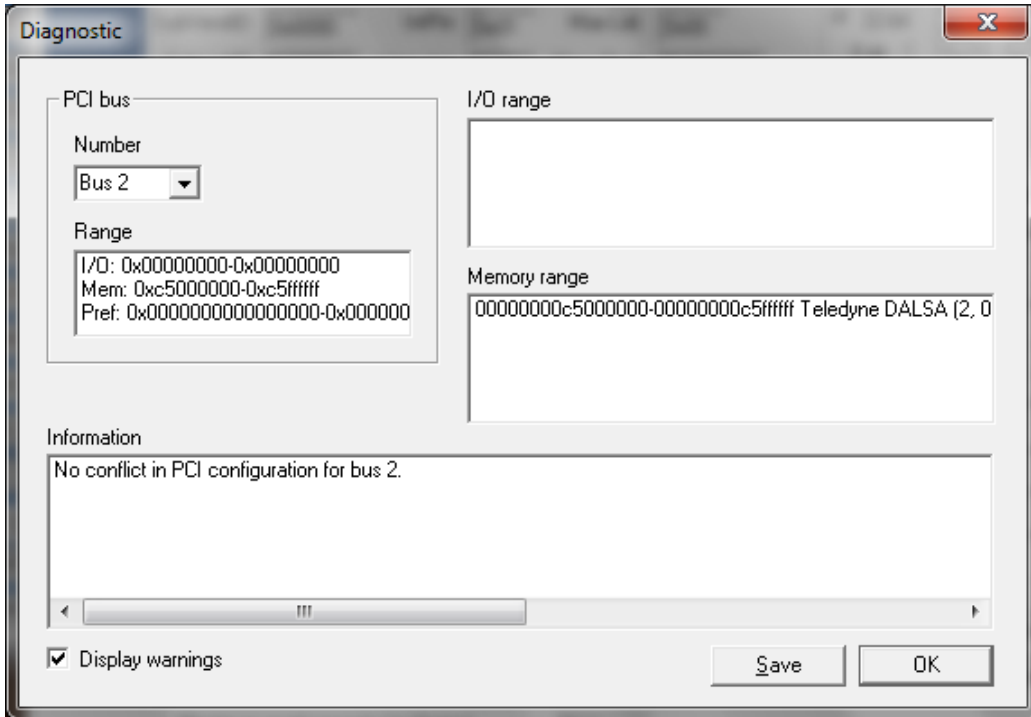 Diagnostic
PCI bus
Number
Bus 2
Range
I/O: 0x00000000-0x00000000
Mem: 0xc5000000-0xc5ffffff
Pref: 0x0000000000000000-0x000000
I/O range
Memory range
00000000c5000000-00000000c5ffffff Teledyne DALSA (2, 0
Information
No conflict in PCI configuration for bus 2.
Display warnings
Save
OK